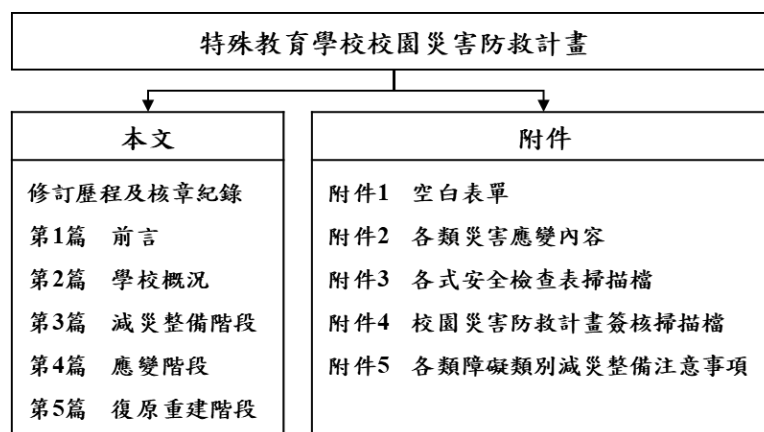 特殊教育學校校園災害防救計畫
本文
修訂歷程及核章紀錄
第1篇 前言
第2篇 學校概況
第3篇 減災整備階段
第4篇 應變階段
第5篇 復原重建階段
附件
附件1 空白表單
附件2 各類災害應變內容
附件3 各式安全檢查表掃描檔
附件4 校園災害防救計畫簽核掃描檔
附件5 各類障礙類別減災整備注意事項